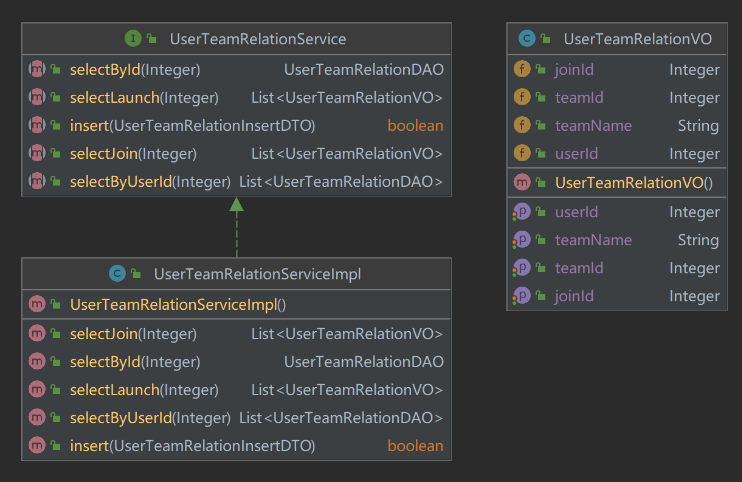 UserTeamRelationService
selectById(Integer) UserTeamRelationDAO
selectLaunch(Integer) List<UserTeamRelationVO>
insert(UserTeamRelationInsertDTO) boolean
selectJoin(Integer) List<UserTeamRelationVO>
selectByUserId(Integer) List<UserTeamRelationDAO>
UserTeamRelationServiceImpl
UserTeamRelationServiceImpl()
selectJoin(Integer) List<UserTeamRelationVO>
selectById(Integer) UserTeamRelationDAO
selectLaunch(Integer) List<UserTeamRelationVO>
selectByUserId(Integer) List<UserTeamRelationDAO>
insert(UserTeamRelationInsertDTO) boolean
UserTeamRelationVO
joinId Integer
teamId Integer
teamName String
userId Integer
UserTeamRelationVO()
userId Integer
teamName String
teamId Integer
joinId Integer